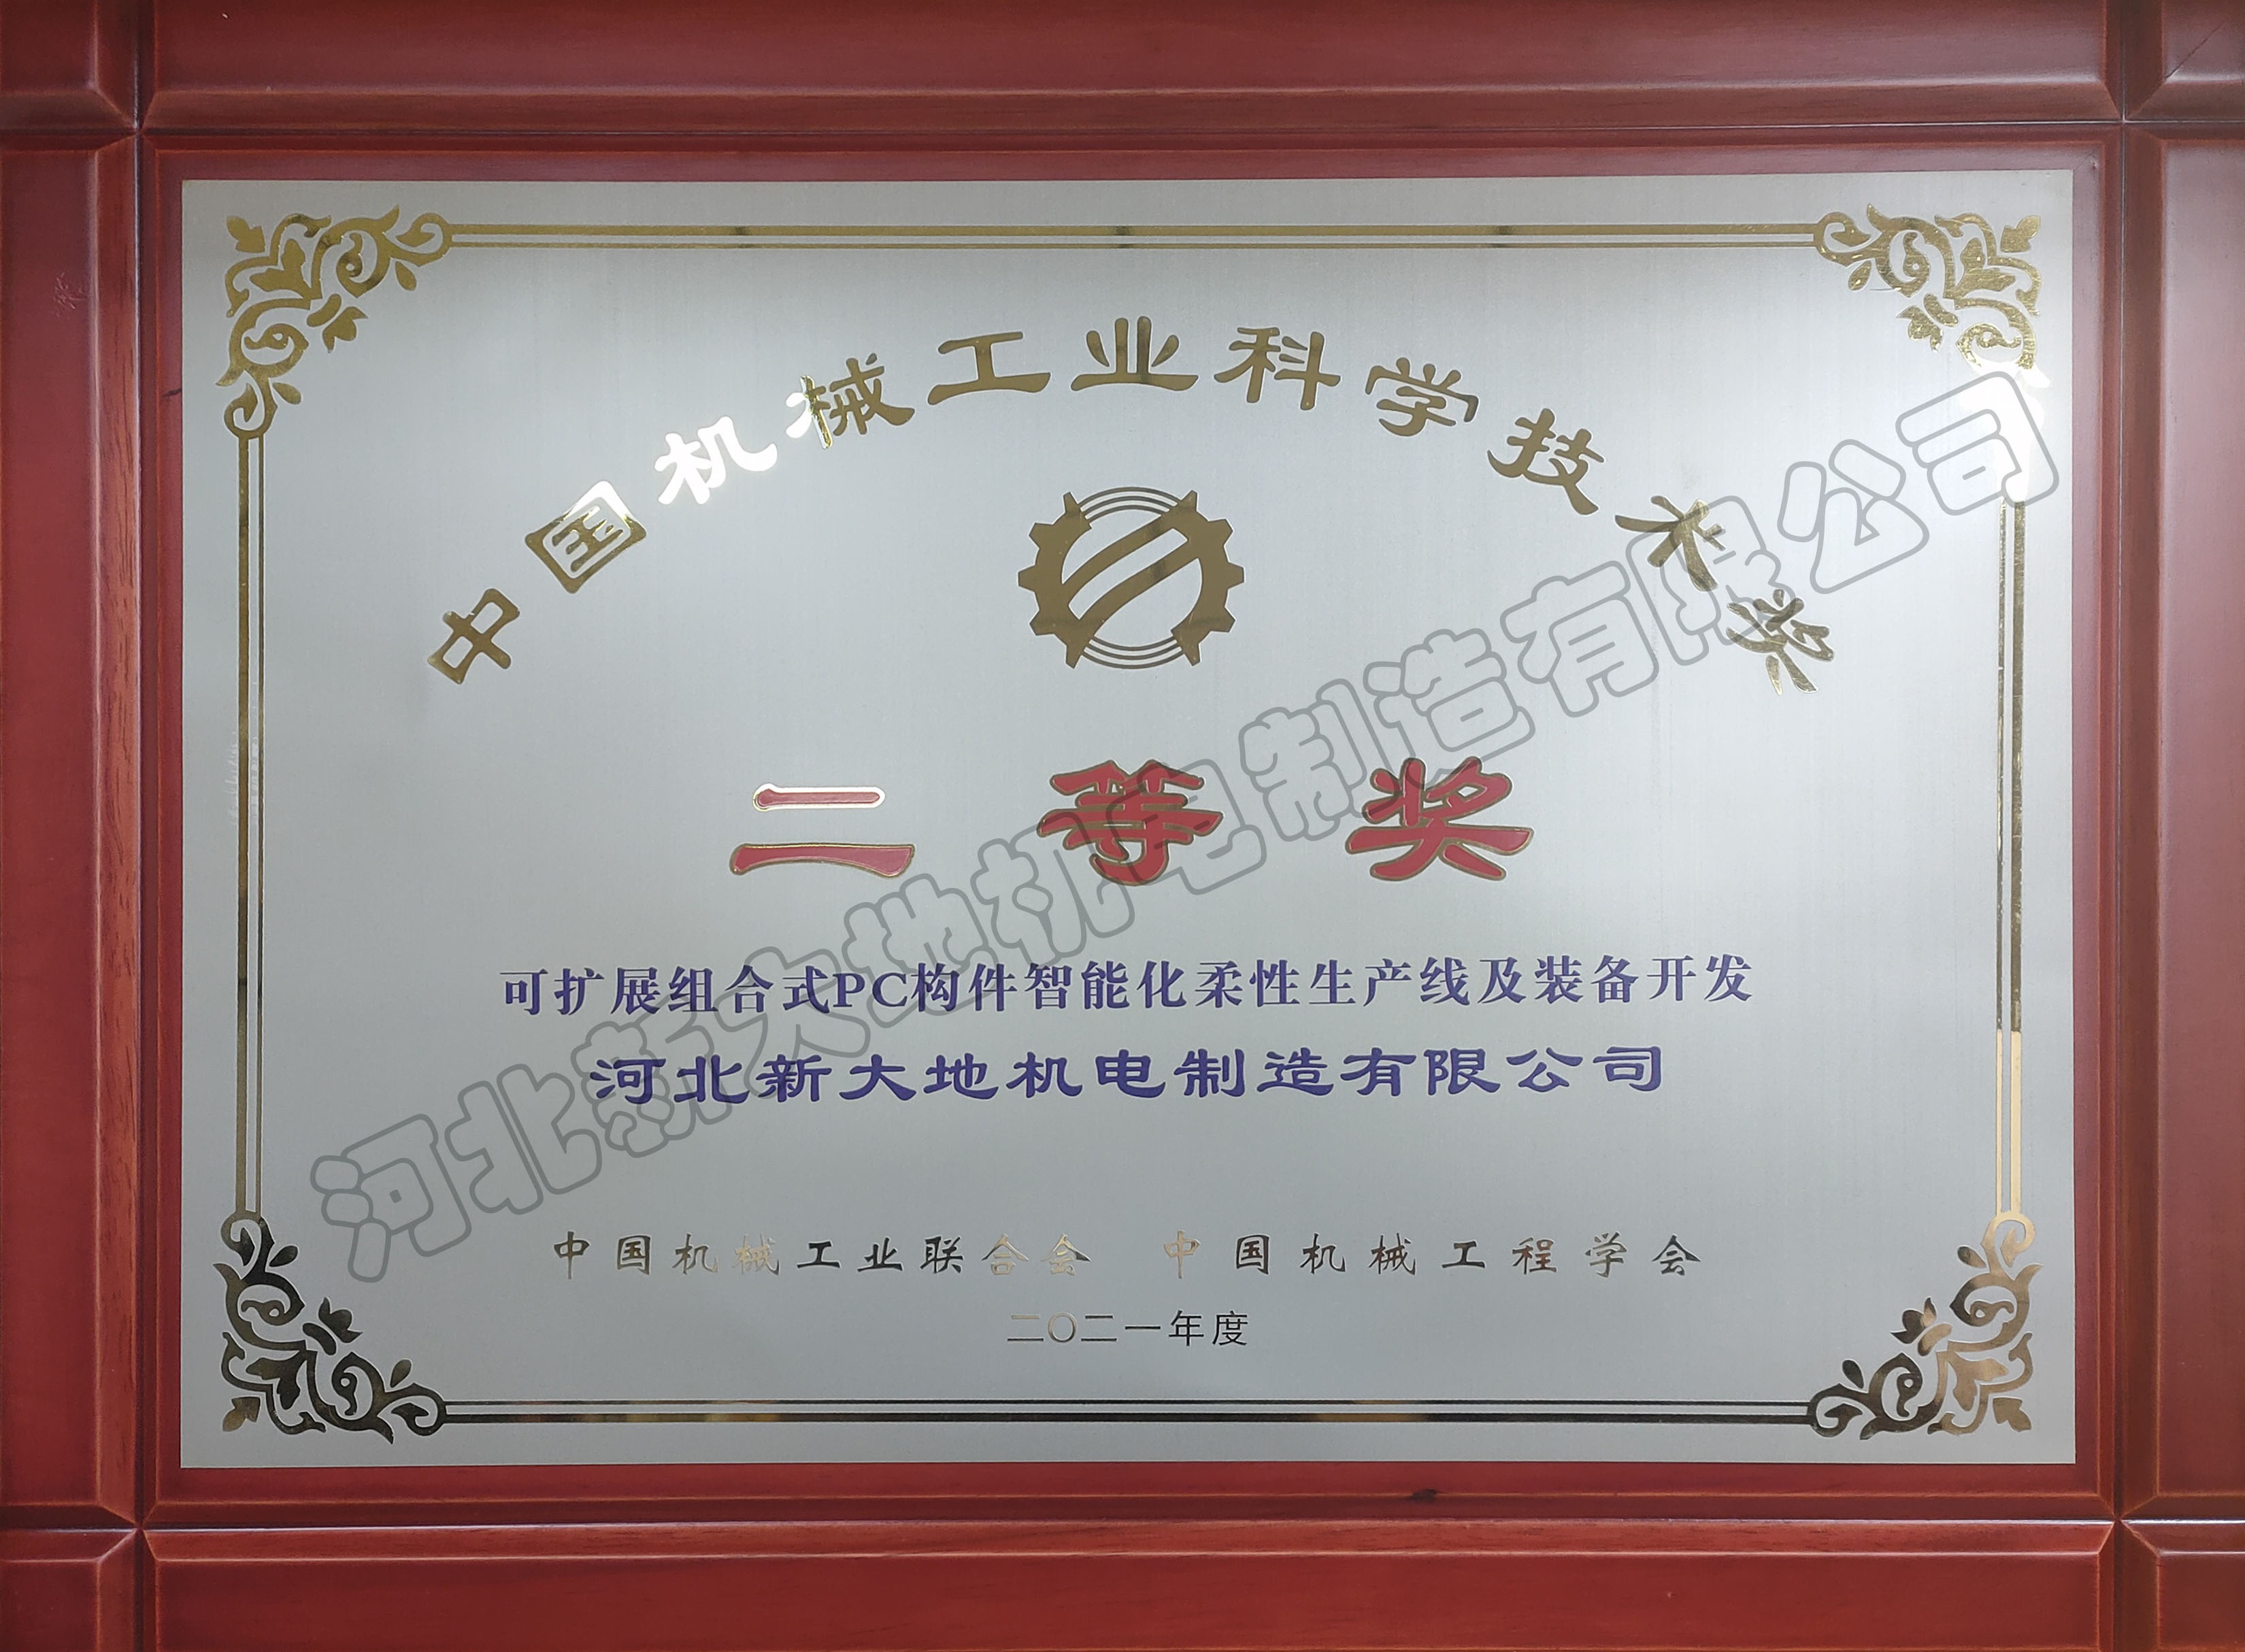 中国机械工业科学技术奖
二等奖
可扩展组合式PC构件智能化柔性生产线及装备开发
河北新大地机电制造有限公司
中国机械工业联合会 中国机械工程学会
二〇二一年度
河北新大地机电制造有限公司